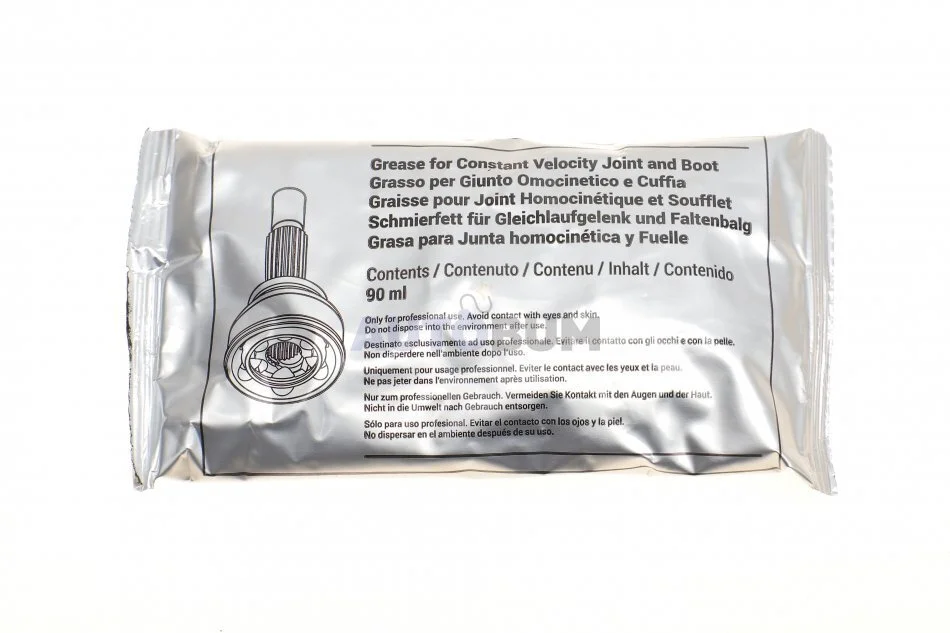 Grease for Constant Velocity Joint and Boot
Grasso per Giunto Omocinetico e Cuffia
Graisse pour Joint Homocinétique et Soufflet
Schmierfett für Gleichlaufgelenk und Faltenbalg
Grasa para Junta homocinética y Fuelle
Contents / Contenuto / Contenu / Inhalt / Contenido
90 ml
Only for professional use. Avoid contact with eyes and skin.
Do not dispose into the environment after use.
Destinato esclusivamente ad uso professionale. Evitare il contatto con gli occhi e con la pelle.
Non disperdere nell'ambiente dopo l'uso.
Uniquement pour usage professionnel. Eviter le contact avec les yeux et la peau.
Ne pas jeter dans l'environnement après utilisation.
Nur zum professionellen Gebrauch. Vermeiden Sie Kontakt mit den Augen und der Haut.
Nicht in die Umwelt nach Gebrauch entsorgen.
Sólo para uso profesional. Evitar el contacto con los ojos y la piel.
No dispersar en el ambiente después de su uso.